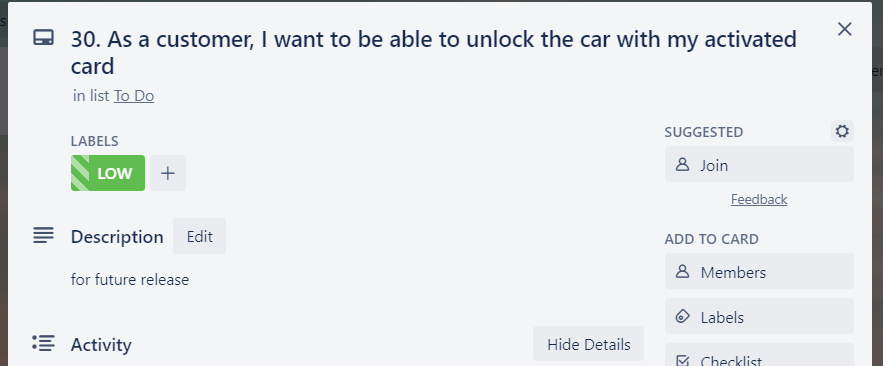 30. As a customer, I want to be able to unlock the car with my activated
card
in list To Do
LABELS
LOW
Description
Edit
for future release
Activity
Hide Details
SUGGESTED
Join
Feedback
ADD TO CARD
Members
Labels
Checklist